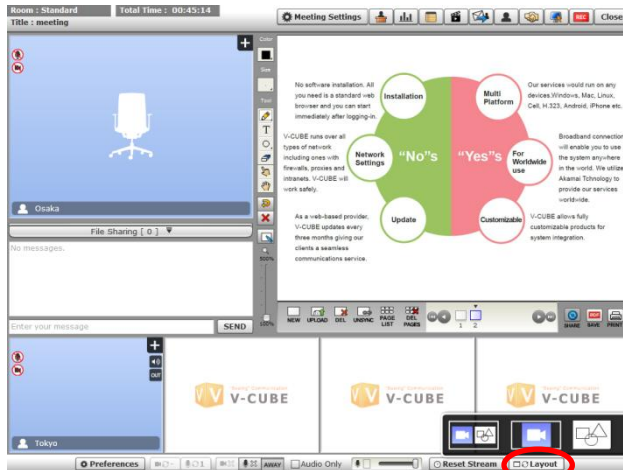 Room : Standard
Total Time : 00:45:14
Title : meeting
Meeting Settings
REC
Close
Color
Size
Tool
T
Osaka
File Sharing [ 0 ]
No messages.
Enter your message
SEND
800%
100%
No software installation. All
you need is a standard web
browser and you can start
immediately after logging-in.
V-CUBE runs over all
types of network
including ones with
firewalls, proxies and
intranets. V-CUBE will
work safely.
As a web-based provider,
V-CUBE updates every
three months giving our
clients a seamless
communications service.
Installation
Network
Settings
Update
"No"s
"Yes"s
Multi
Platform
For
Worldwide
use
Customizable
Our services would run on any
devices.Windows, Mac, Linux,
Cell, H.323, Android, iPhone etc.
Broadband connection
will enable you to use
the system anywhere
in the world. We utilize
Akamai Tchnology to
provide our services
worldwide.
V-CUBE allows fully
customizable products for
system integration.
NEW
UPLOAD
DEL
UNSYNC
PAGE
LIST
DEL
PAGES
1
2
SHARE
SAVE
PRINT
OUT
Tokyo
V-CUBE
V-CUBE
V-CUBE
Preferences
AWAY
Audio Only
Reset Stream
Layout